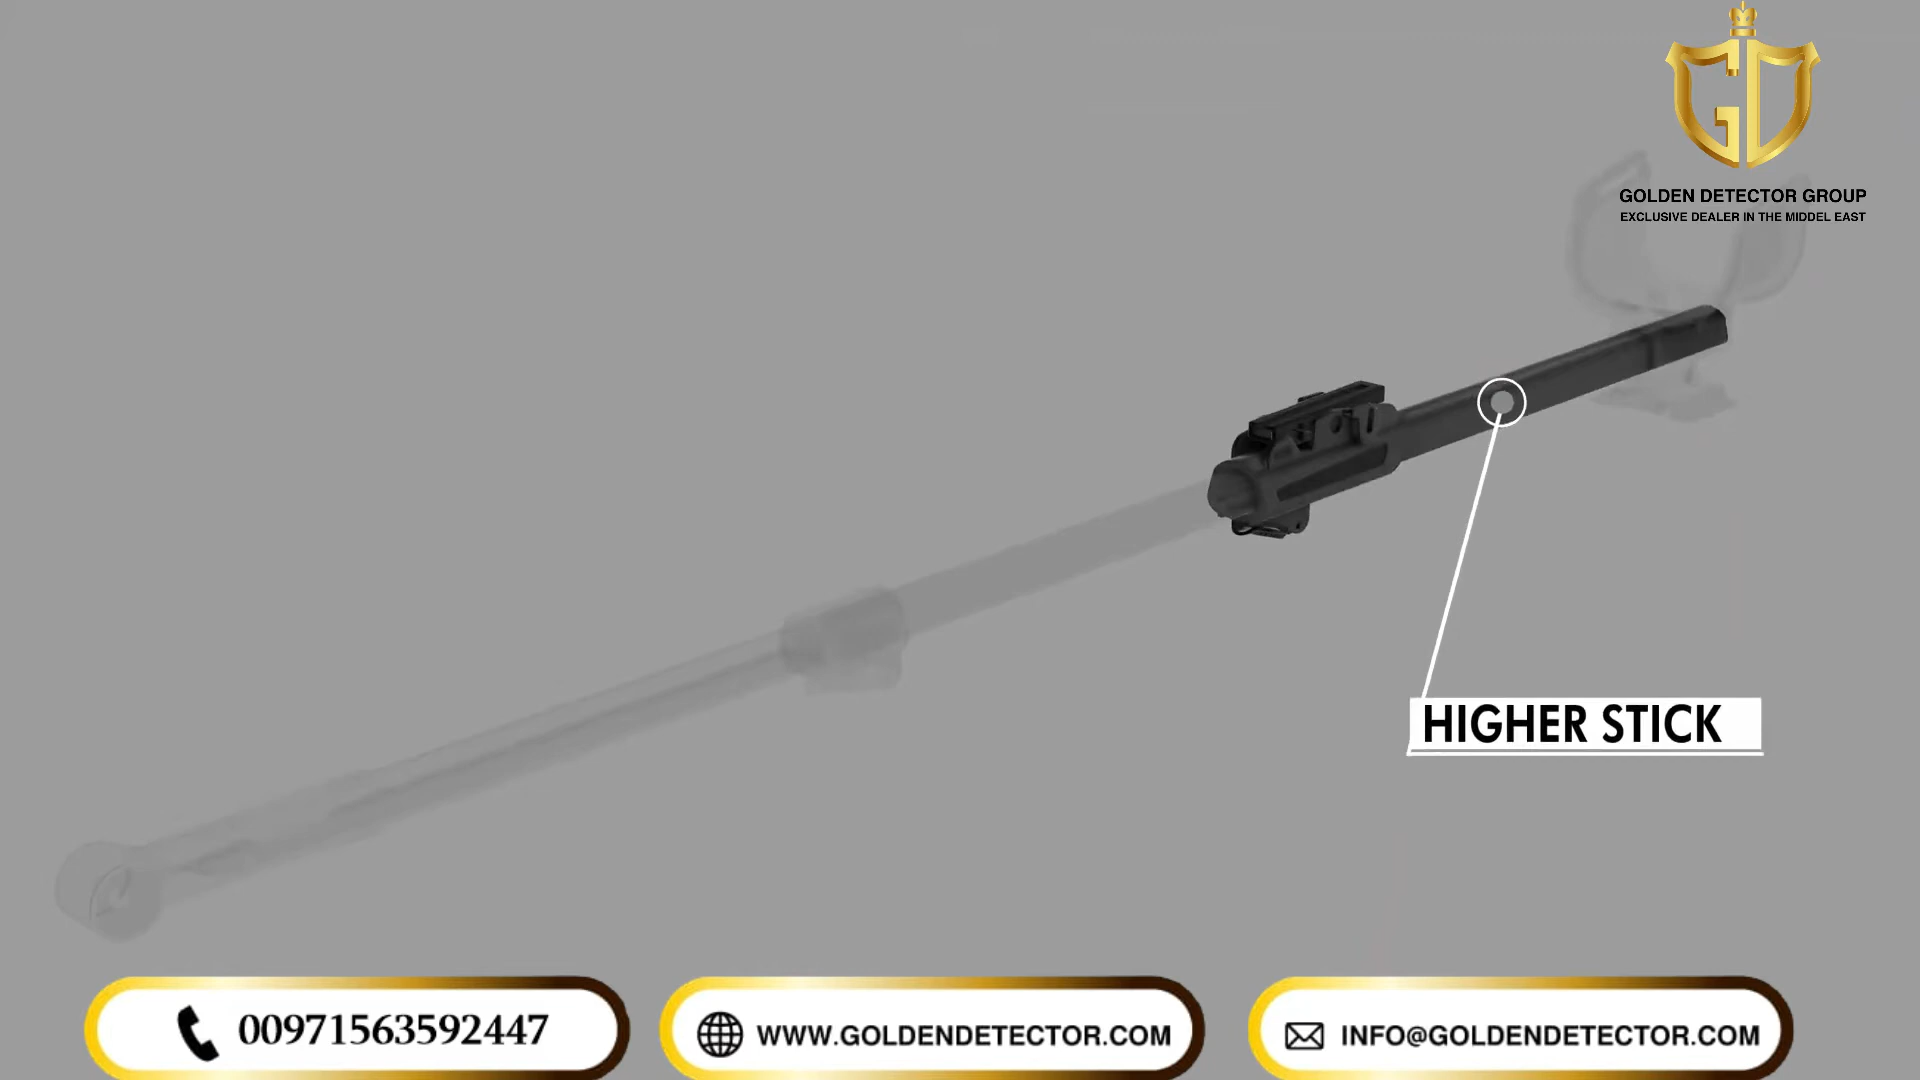 GOLDEN DETECTOR GROUP
EXCLUSIVE DEALER IN THE MIDDEL EAST
HIGHER STICK
00971563592447
WWW.GOLDENDETECTOR.COM
INFO@GOLDENDETECTOR.COM